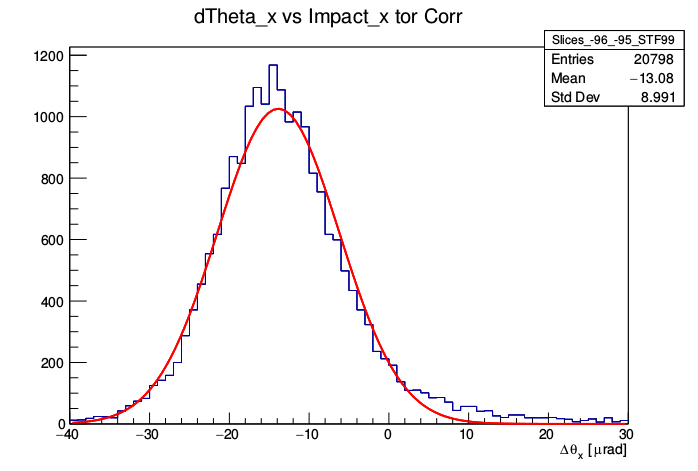 dTheta_x vs Impact_x tor Corr
Slices_-96_-95_STF99
Entries 20798
Mean −13.08
Std Dev 8.991
1200
1000
800
600
400
200
0
−40 −30 −20 −10 0 10 20 30
Δθx [μrad]